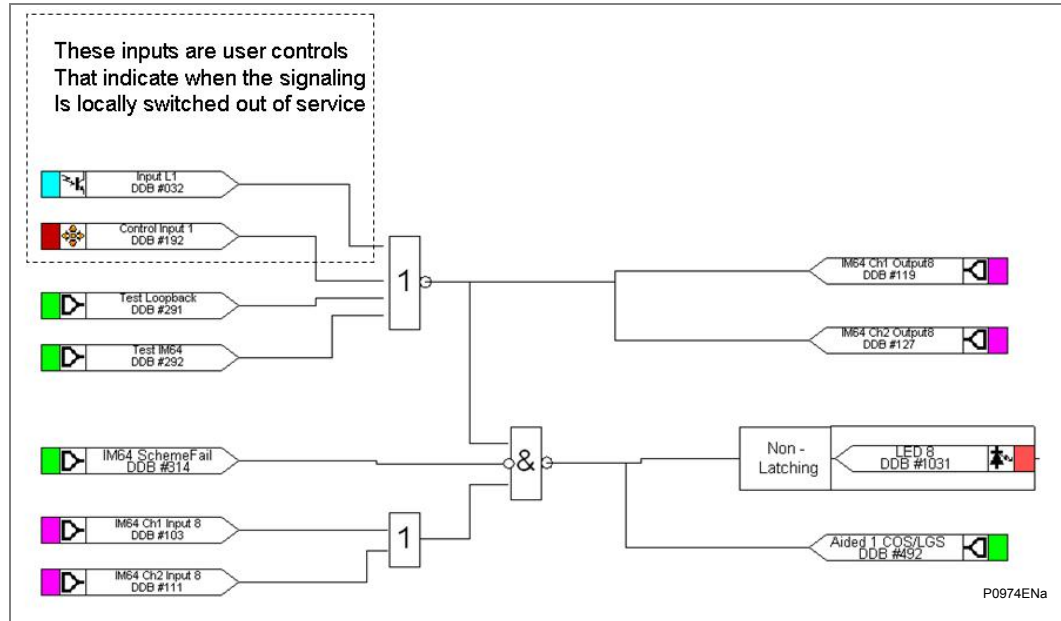 These inputs are user controls
That indicate when the signaling
Is locally switched out of service
Input L1
DDB #032
Control Input 1
DDB #192
Test Loopback
DDB #291
Test IM64
DDB #292
1
IM64 Ch1 Output8
DDB #119
IM64 Ch2 Output8
DDB #127
IM64 SchemeFail
DDB #314
&
Non -
Latching
LED 8
DDB #1031
IM64 Ch1 Input 8
DDB #103
1
IM64 Ch2 Input 8
DDB #111
Aided 1 COS/LGS
DDB #492
P0974ENa